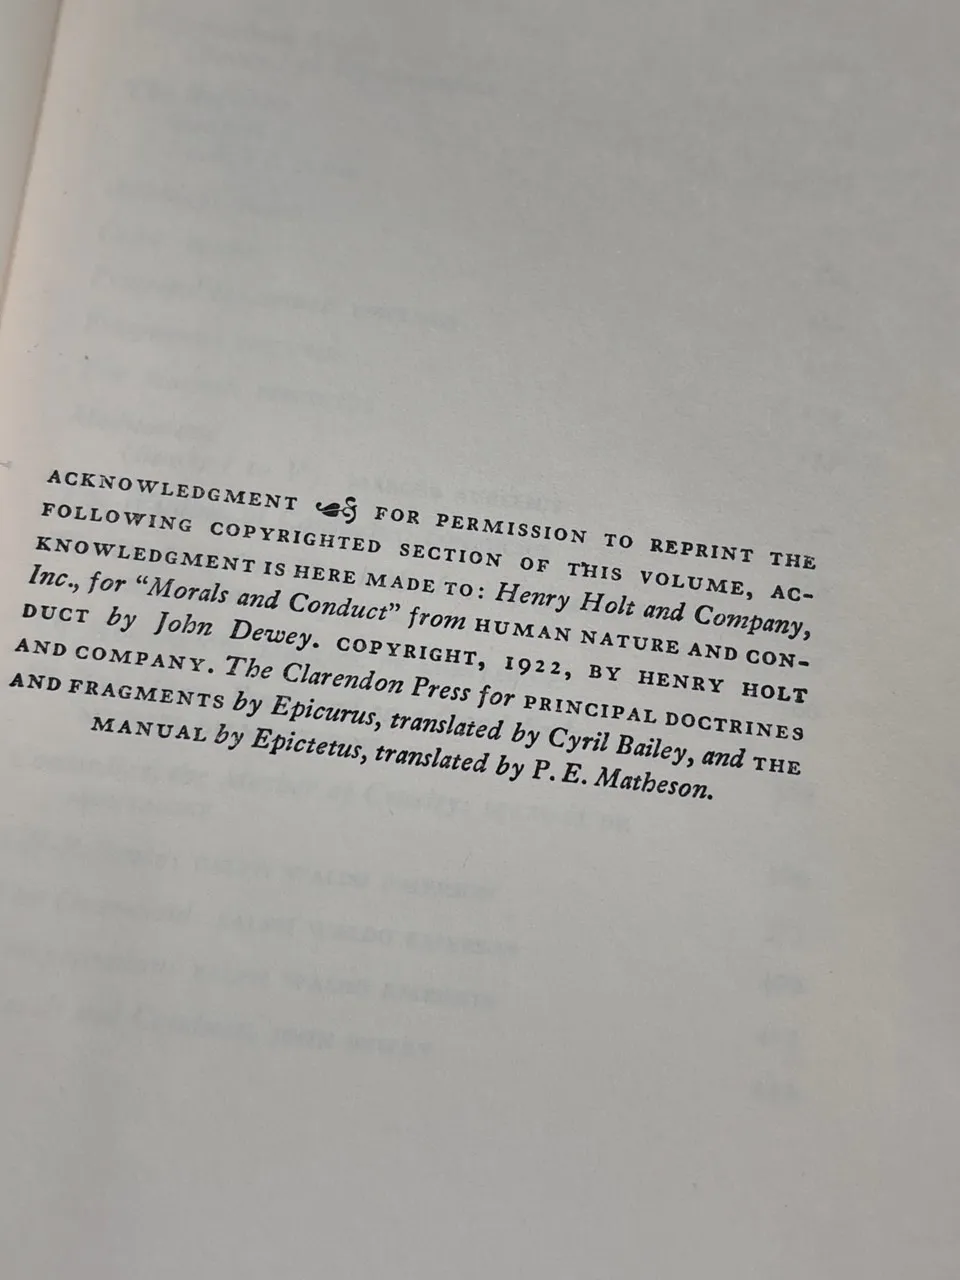 ACKNOWLEDGMENT FOR PERMISSION TO REPRINT THE
FOLLOWING COPYRIGHTED SECTION OF THIS VOLUME, AC-
KNOWLEDGMENT IS HERE MADE TO: Henry Holt and Company,
Inc., for “Morals and Conduct” from HUMAN NATURE AND CON-
DUCT by John Dewey. COPYRIGHT, 1922, BY HENRY HOLT
AND COMPANY. The Clarendon Press for PRINCIPAL DOCTRINES
AND FRAGMENTS by Epicurus, translated by Cyril Bailey, and THE
MANUAL by Epictetus, translated by P. E. Matheson.